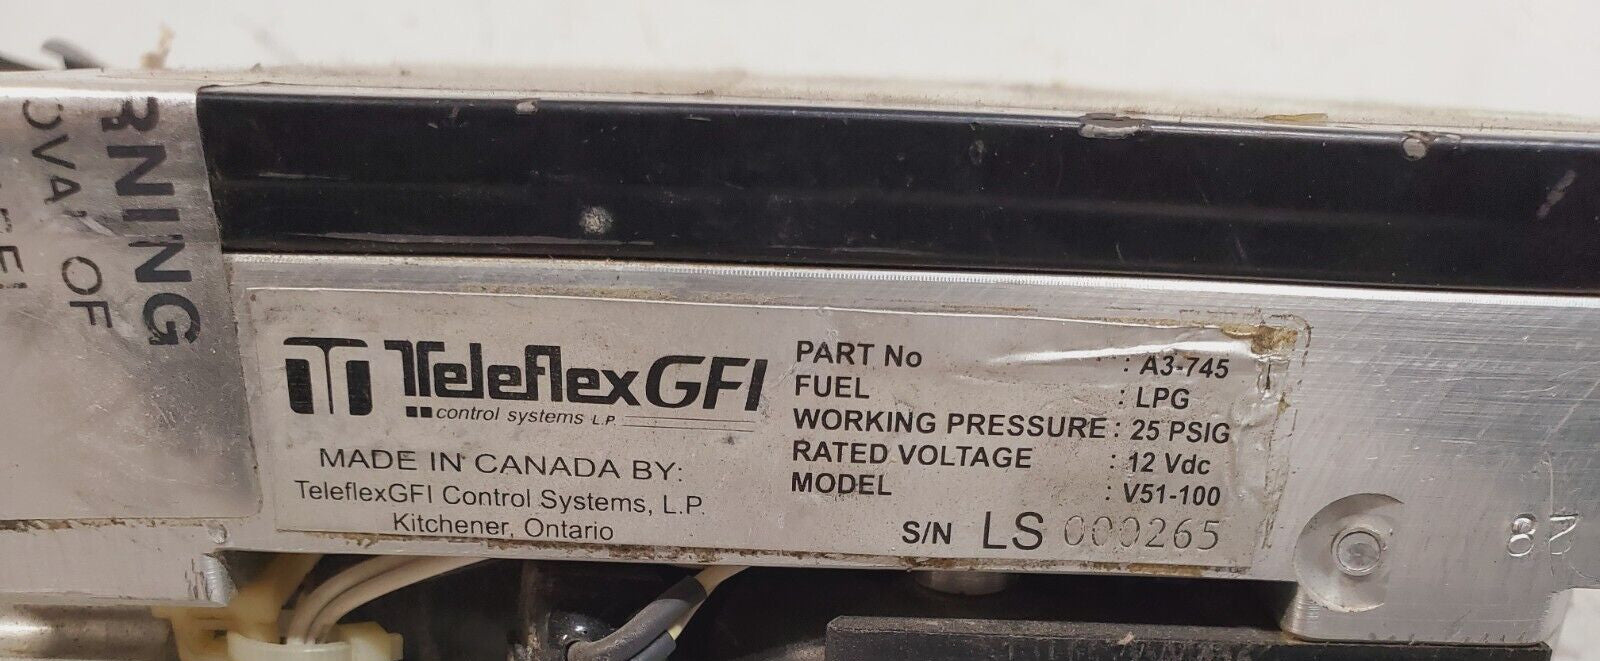 RNING
OVAL OF
TeleflexGFI
control systems L.P.
MADE IN CANADA BY:
TeleflexGFI Control Systems, L.P.
Kitchener, Ontario
PART No : A3-745
FUEL : LPG
WORKING PRESSURE : 25 PSIG
RATED VOLTAGE : 12 Vdc
MODEL : V51-100
S/N LS 000265